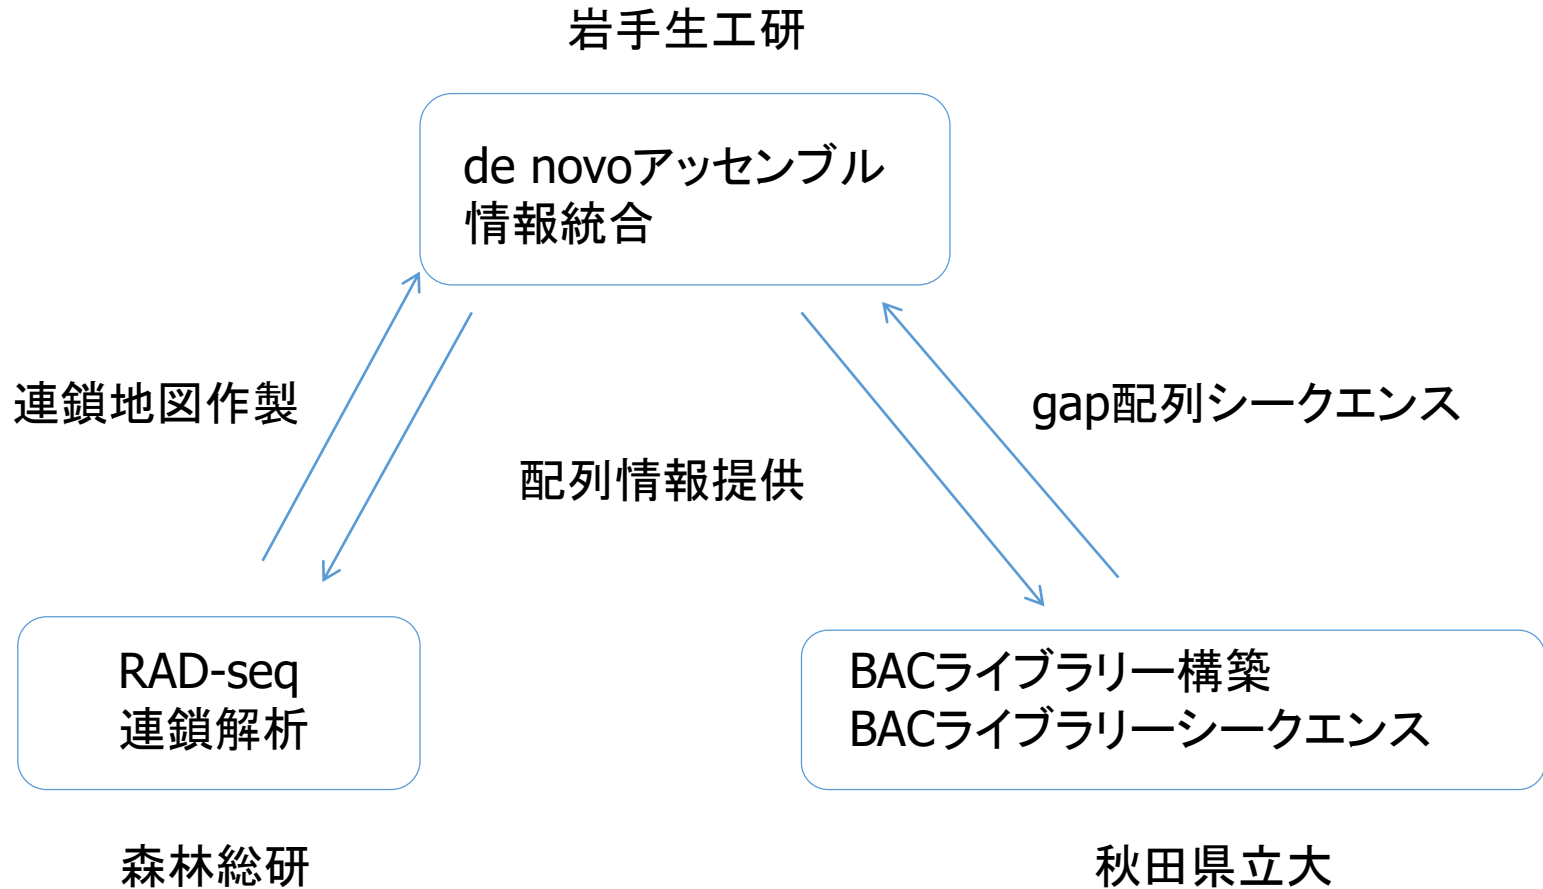 岩手生工研
de novoアッセンブル
情報統合
連鎖地図作製
gap配列シークエンス
配列情報提供
RAD-seq
連鎖解析
BACライブラリー構築
BACライブラリーシークエンス
森林総研
秋田県立大